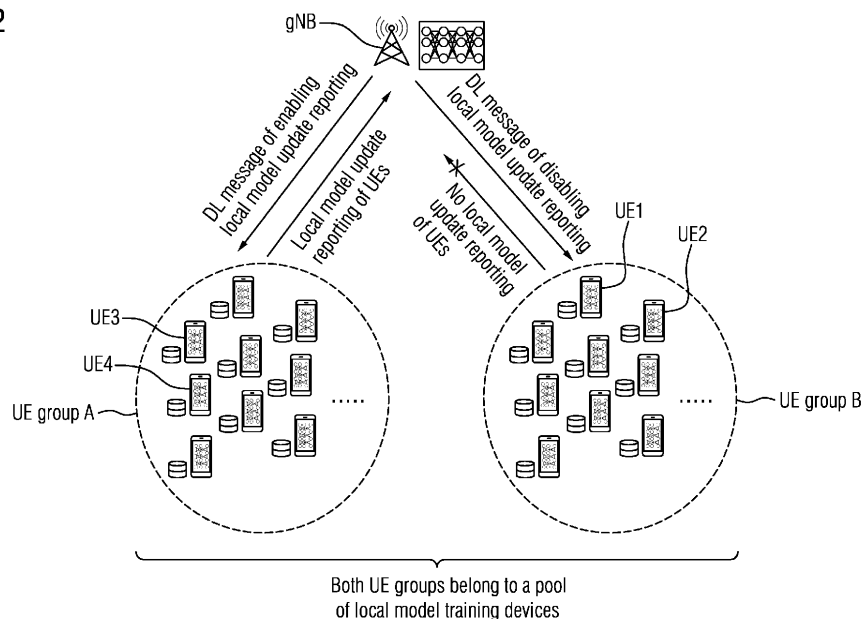 2
gNB
DL message of enabling
local model update reporting
Local model update
reporting of UEs
DL message of disabling
local model update reporting
No local model
update reporting
of UEs
UE1
UE2
UE3
UE4
UE group A
.....
.....
UE group B
Both UE groups belong to a pool
of local model training devices